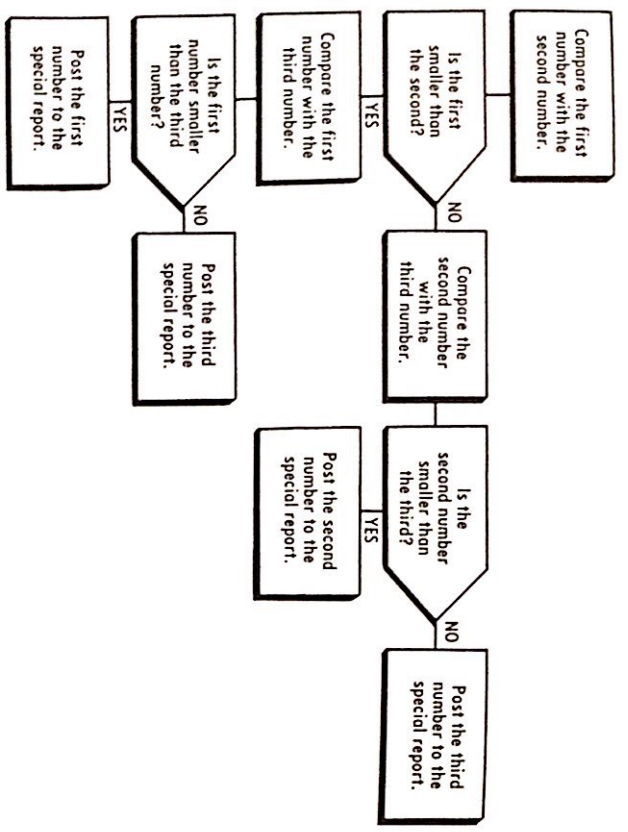 Compare the first
number with the
second number.
Is the first
smaller than
the second?
NO
Compare the
second number
with the
third number.
Is the
second number
smaller than
the third?
NO
Post the third
number to the
special report.
YES
Compare the first
number with the
third number.
YES
Post the second
number to the
special report.
Is the first
number smaller
than the third
number?
NO
Post the third
number to the
special report.
YES
Post the first
number to the
special report.